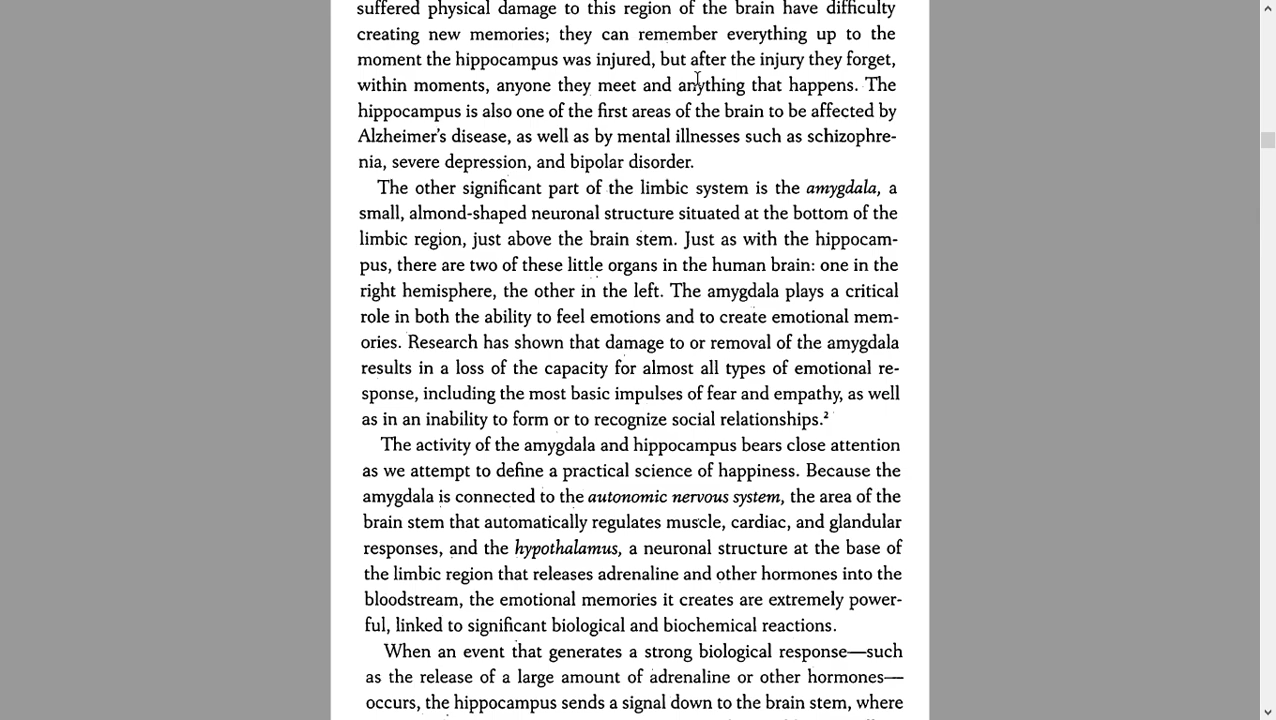 suffered physical damage to this region of the brain have difficulty
creating new memories; they can remember everything up to the
moment the hippocampus was injured, but after the injury they forget,
within moments, anyone they meet and anything that happens. The
hippocampus is also one of the first areas of the brain to be affected by
Alzheimer's disease, as well as by mental illnesses such as schizophre-
nia, severe depression, and bipolar disorder.
The other significant part of the limbic system is the amygdala, a
small, almond-shaped neuronal structure situated at the bottom of the
limbic region, just above the brain stem. Just as with the hippocam-
pus, there are two of these little organs in the human brain: one in the
right hemisphere, the other in the left. The amygdala plays a critical
role in both the ability to feel emotions and to create emotional mem-
ories. Research has shown that damage to or removal of the amygdala
results in a loss of the capacity for almost all types of emotional re-
sponse, including the most basic impulses of fear and empathy, as well
as in an inability to form or to recognize social relationships.²
The activity of the amygdala and hippocampus bears close attention
as we attempt to define a practical science of happiness. Because the
amygdala is connected to the autonomic nervous system, the area of the
brain stem that automatically regulates muscle, cardiac, and glandular
responses, and the hypothalamus, a neuronal structure at the base of
the limbic region that releases adrenaline and other hormones into the
bloodstream, the emotional memories it creates are extremely power-
ful, linked to significant biological and biochemical reactions.
When an event that generates a strong biological response—such
as the release of a large amount of adrenaline or other hormones—
occurs, the hippocampus sends a signal down to the brain stem, where